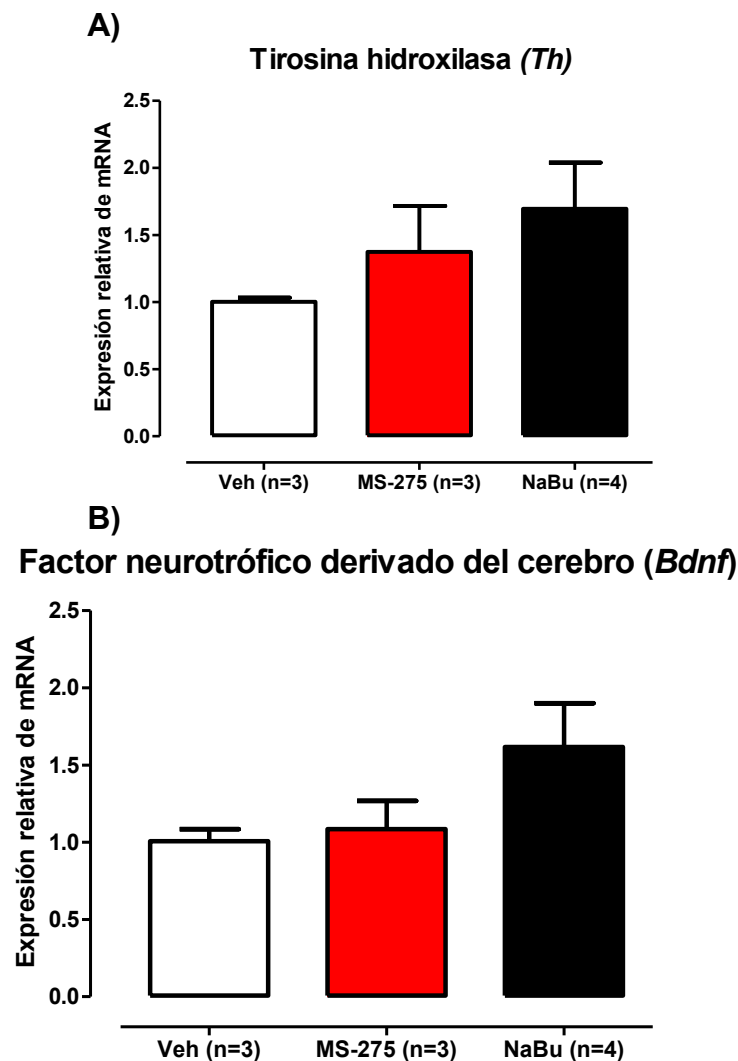 A)
Tirosina hidroxilasa (Th)
Expresión relativa de mRNA
2.5
2.0
1.5
1.0
0.5
0.0
Veh (n=3) MS-275 (n=3) NaBu (n=4)
B)
Factor neurotrófico derivado del cerebro (Bdnf)
Expresión relativa de mRNA
2.5
2.0
1.5
1.0
0.5
0.0
Veh (n=3) MS-275 (n=3) NaBu (n=4)